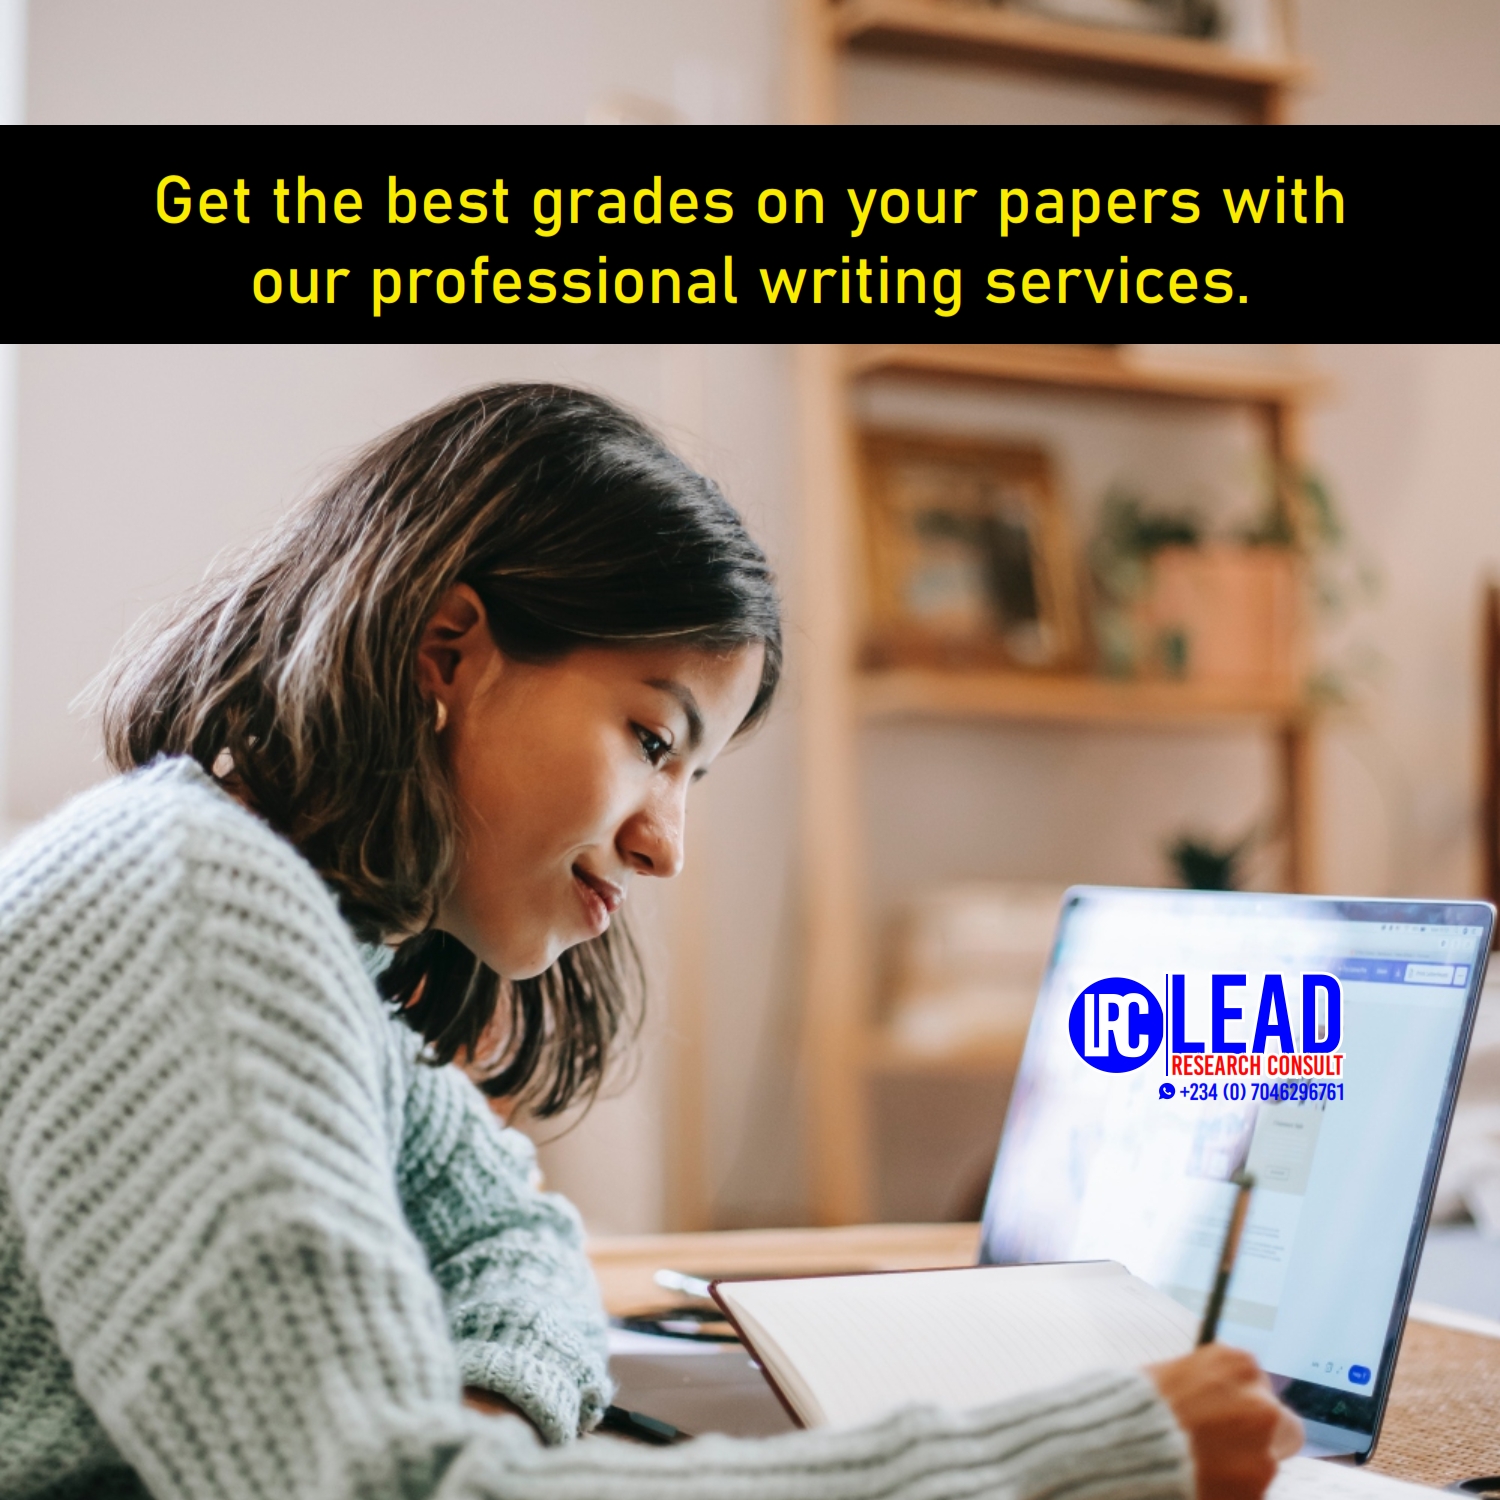 Get the best grades on your papers with
our professional writing services.
LRC
LEAD
RESEARCH CONSULT
+234 (0) 7046296761